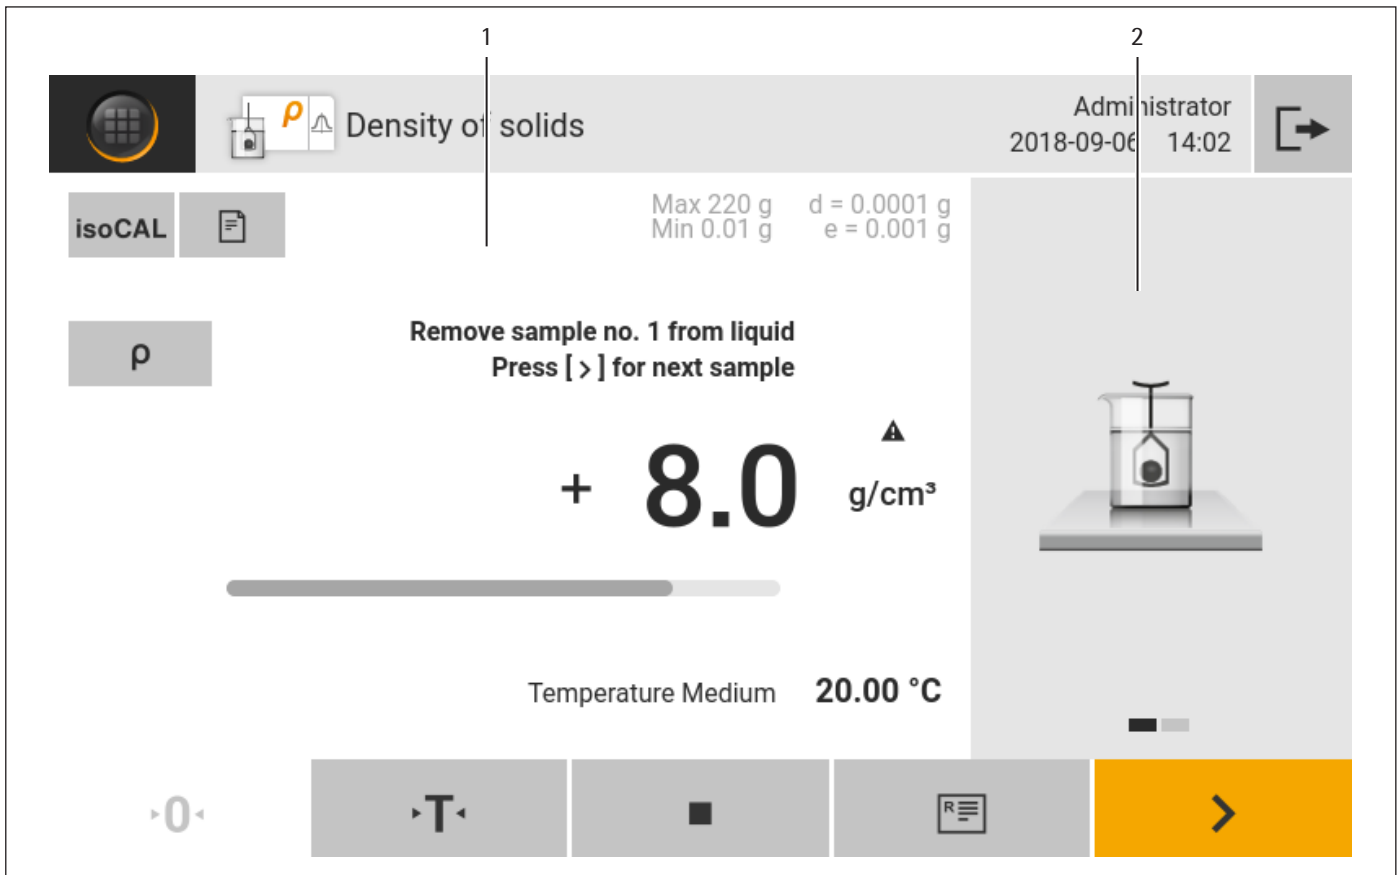 1
2
ρ
Density of solids
Administrator
2018-09-06 14:02
isoCAL
Max 220 g d = 0.0001 g
Min 0.01 g e = 0.001 g
ρ
Remove sample no. 1 from liquid
Press [ > ] for next sample
+ 8.0 g/cm³
Temperature Medium 20.00 °C
0
T
R